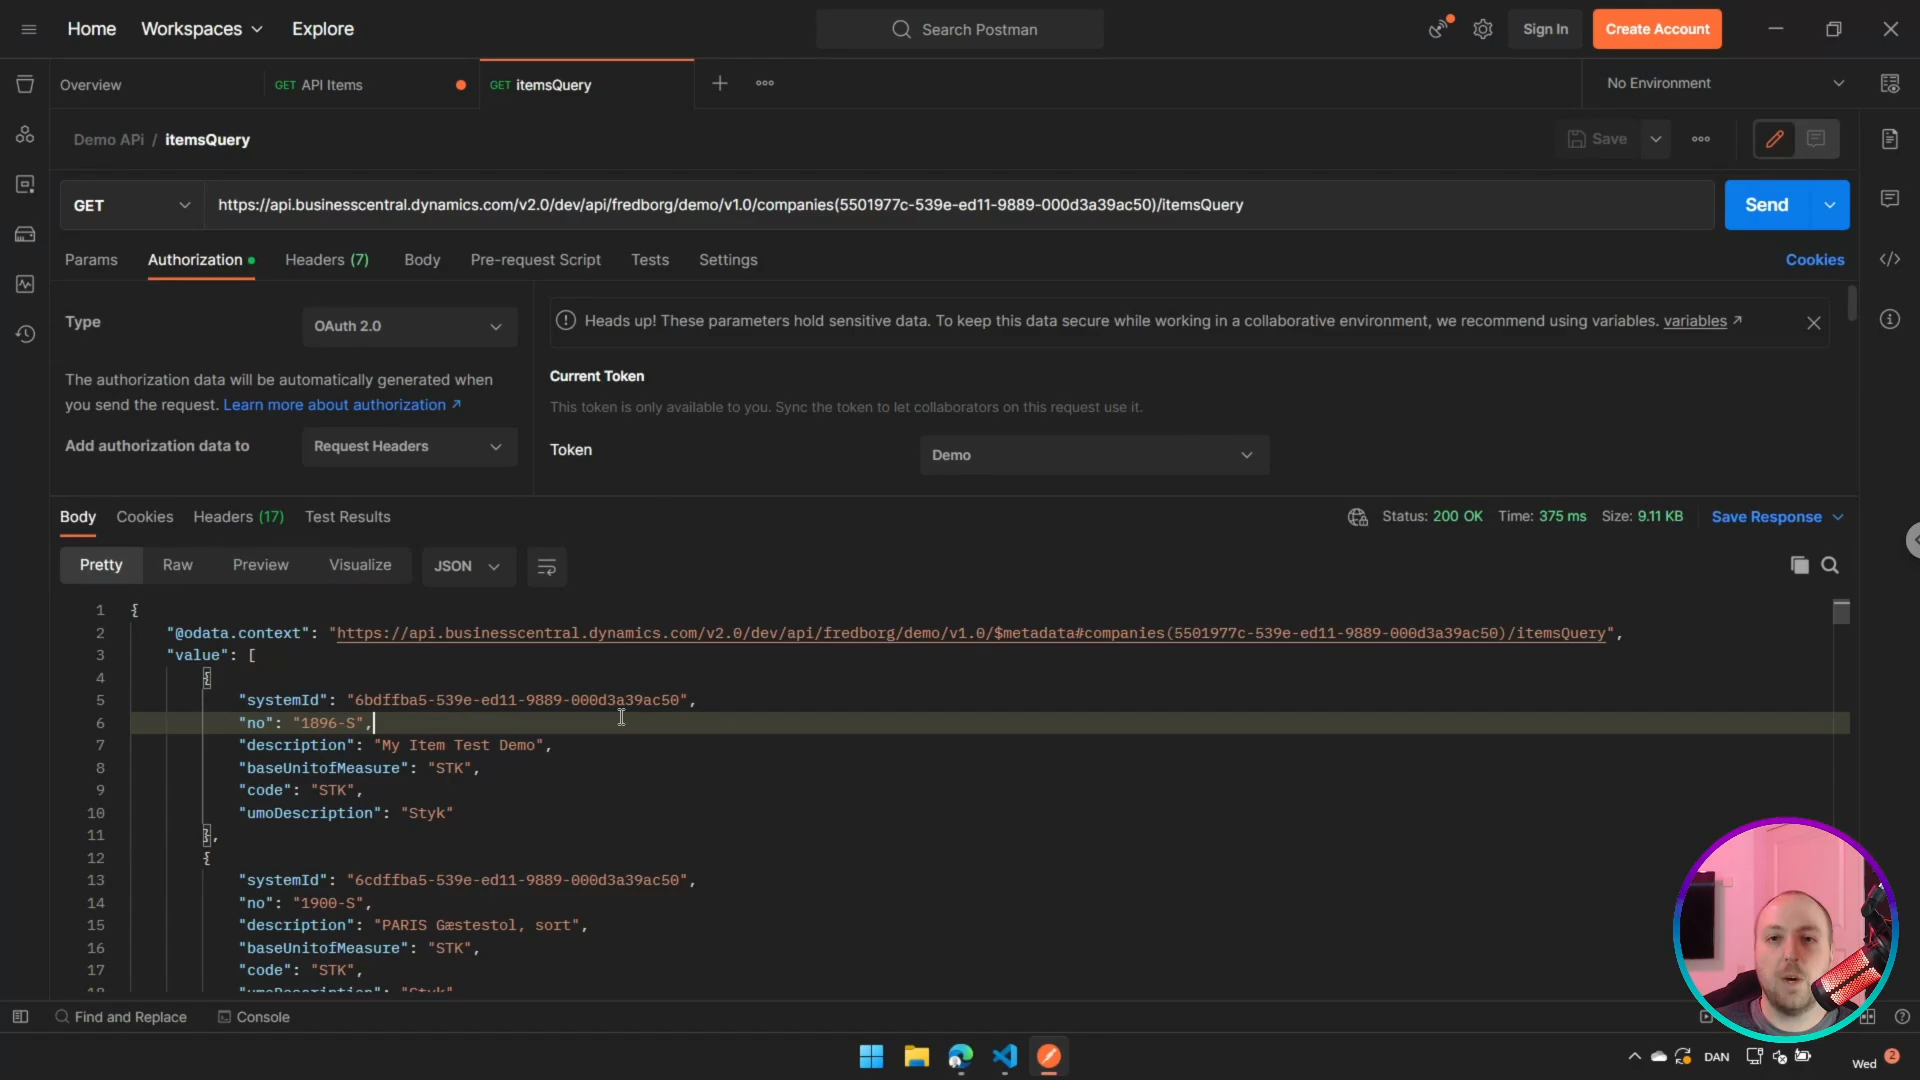 Home Workspaces Explore Search Postman Sign In Create Account
Overview GET API Items GET itemsQuery No Environment
Demo APi / itemsQuery Save
GET https://api.businesscentral.dynamics.com/v2.0/dev/api/fredborg/demo/v1.0/companies(5501977c-539e-ed11-9889-000d3a39ac50)/itemsQuery Send
Params Authorization Headers (7) Body Pre-request Script Tests Settings Cookies
Type OAuth 2.0
Heads up! These parameters hold sensitive data. To keep this data secure while working in a collaborative environment, we recommend using variables. variables ↗
The authorization data will be automatically generated when
you send the request. Learn more about authorization ↗
Current Token
This token is only available to you. Sync the token to let collaborators on this request use it.
Add authorization data to Request Headers
Token Demo
Body Cookies Headers (17) Test Results Status: 200 OK Time: 375 ms Size: 9.11 KB Save Response
Pretty Raw Preview Visualize JSON
1 {
2 "@odata.context": "https://api.businesscentral.dynamics.com/v2.0/dev/api/fredborg/demo/v1.0/$metadata#companies(5501977c-539e-ed11-9889-000d3a39ac50)/itemsQuery",
3 "value": [
4 {
5 "systemId": "6bdffba5-539e-ed11-9889-000d3a39ac50",
6 "no": "1896-S",
7 "description": "My Item Test Demo",
8 "baseUnitofMeasure": "STK",
9 "code": "STK",
10 "umoDescription": "Styk"
11 },
12 {
13 "systemId": "6cdffba5-539e-ed11-9889-000d3a39ac50",
14 "no": "1900-S",
15 "description": "PARIS Gæstestol, sort",
16 "baseUnitofMeasure": "STK",
17 "code": "STK",
18 "umoDescription": "Styk"
Find and Replace Console
DAN Wed 2